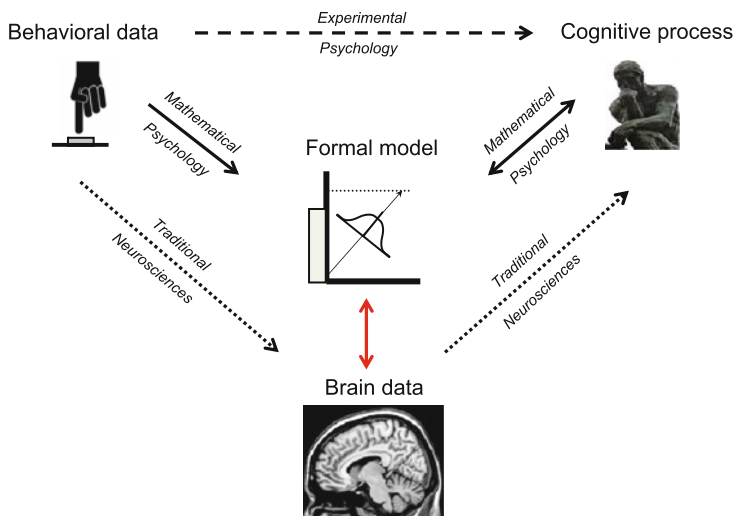 Behavioral data
Experimental
Psychology
Cognitive process
Mathematical
Psychology
Formal model
Mathematical
Psychology
Traditional
Neurosciences
Traditional
Neurosciences
Brain data